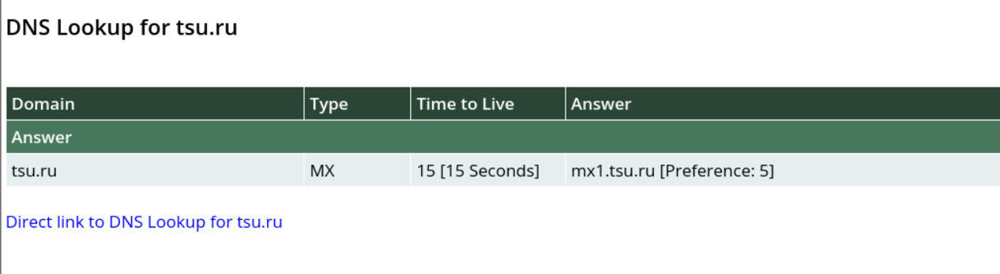 DNS Lookup for tsu.ru
Domain Type Time to Live Answer
Answer
tsu.ru MX 15 [15 Seconds] mx1.tsu.ru [Preference: 5]
Direct link to DNS Lookup for tsu.ru